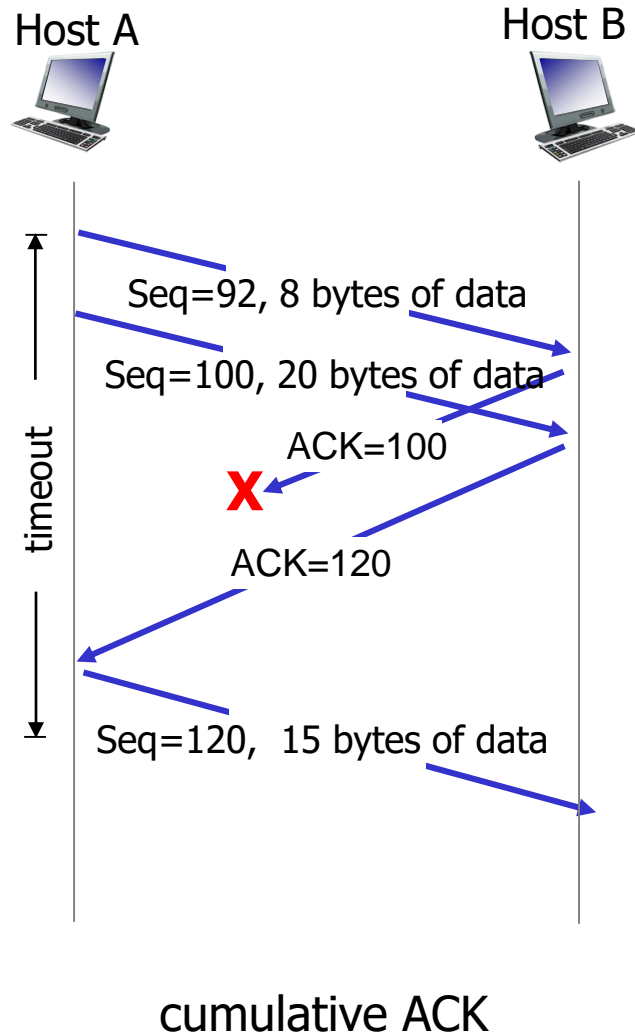 Host A
Host B
Seq=92, 8 bytes of data
Seq=100, 20 bytes of data
ACK=100
X
timeout
ACK=120
Seq=120, 15 bytes of data
cumulative ACK